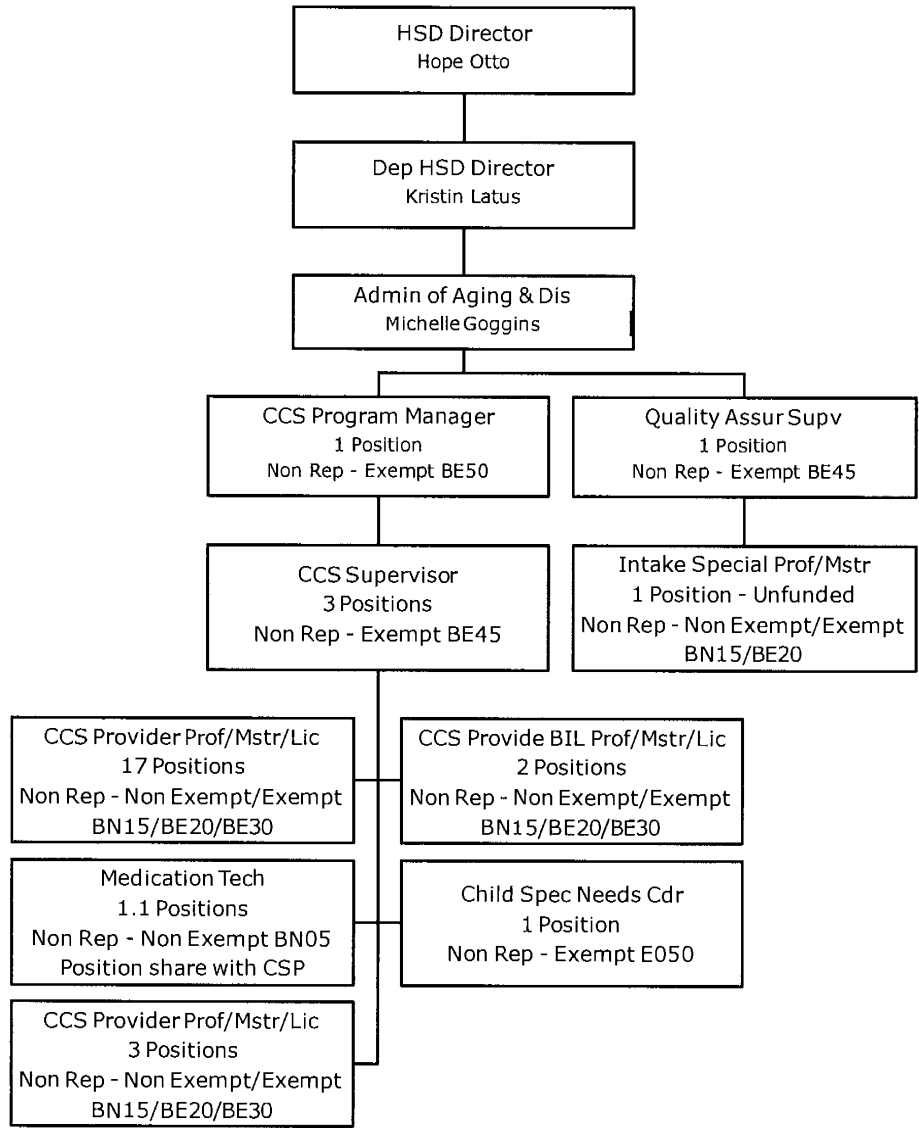 HSD Director
Hope Otto
Dep HSD Director
Kristin Latus
Admin of Aging & Dis
Michelle Goggins
CCS Program Manager
1 Position
Non Rep - Exempt BE50
Quality Assur Supv
1 Position
Non Rep - Exempt BE45
CCS Supervisor
3 Positions
Non Rep - Exempt BE45
Intake Special Prof/Mstr
1 Position - Unfunded
Non Rep - Non Exempt/Exempt
BN15/BE20
CCS Provider Prof/Mstr/Lic
17 Positions
Non Rep - Non Exempt/Exempt
BN15/BE20/BE30
CCS Provide BIL Prof/Mstr/Lic
2 Positions
Non Rep - Non Exempt/Exempt
BN15/BE20/BE30
Medication Tech
1.1 Positions
Non Rep - Non Exempt BN05
Position share with CSP
Child Spec Needs Cdr
1 Position
Non Rep - Exempt E050
CCS Provider Prof/Mstr/Lic
3 Positions
Non Rep - Non Exempt/Exempt
BN15/BE20/BE30